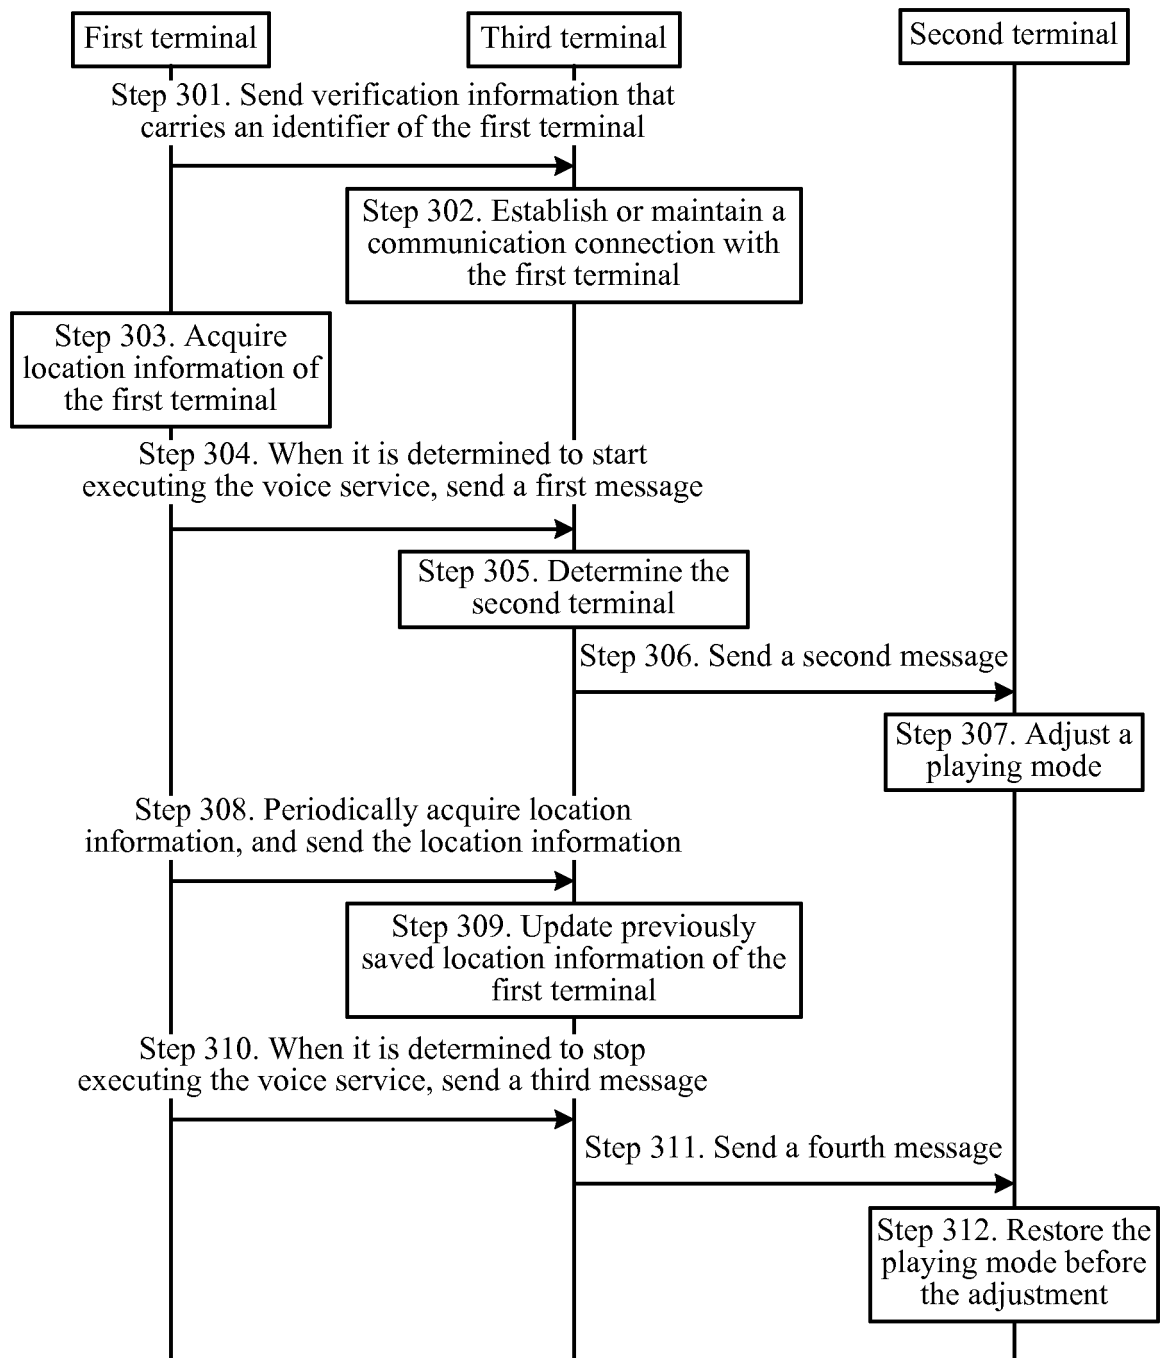 First terminal
Third terminal
Second terminal
Step 301. Send verification information that
carries an identifier of the first terminal
Step 302. Establish or maintain a
communication connection with
the first terminal
Step 303. Acquire
location information of
the first terminal
Step 304. When it is determined to start
executing the voice service, send a first message
Step 305. Determine the
second terminal
Step 306. Send a second message
Step 307. Adjust a
playing mode
Step 308. Periodically acquire location
information, and send the location information
Step 309. Update previously
saved location information of the
first terminal
Step 310. When it is determined to stop
executing the voice service, send a third message
Step 311. Send a fourth message
Step 312. Restore the
playing mode before
the adjustment